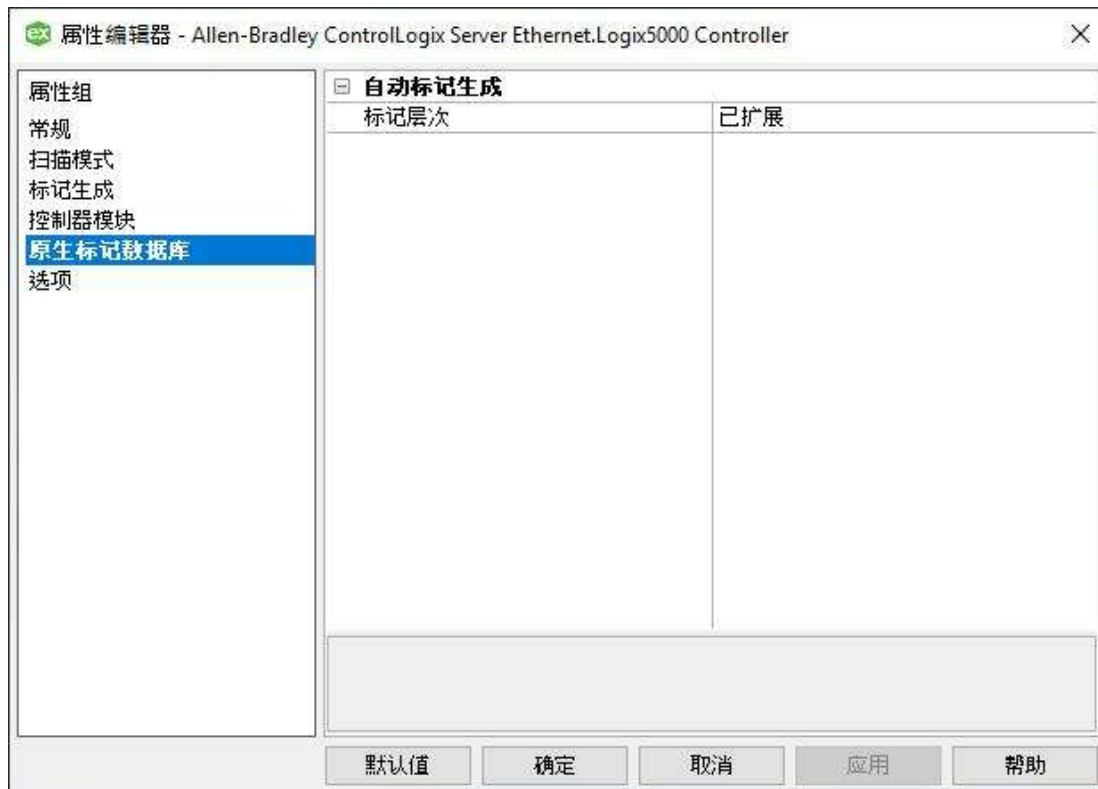 属性编辑器 - Allen-Bradley ControlLogix Server Ethernet.Logix5000 Controller
属性组
常规
扫描模式
标记生成
控制器模块
原生标记数据库
选项
自动标记生成
标记层次 已扩展
默认值 确定 取消 应用 帮助